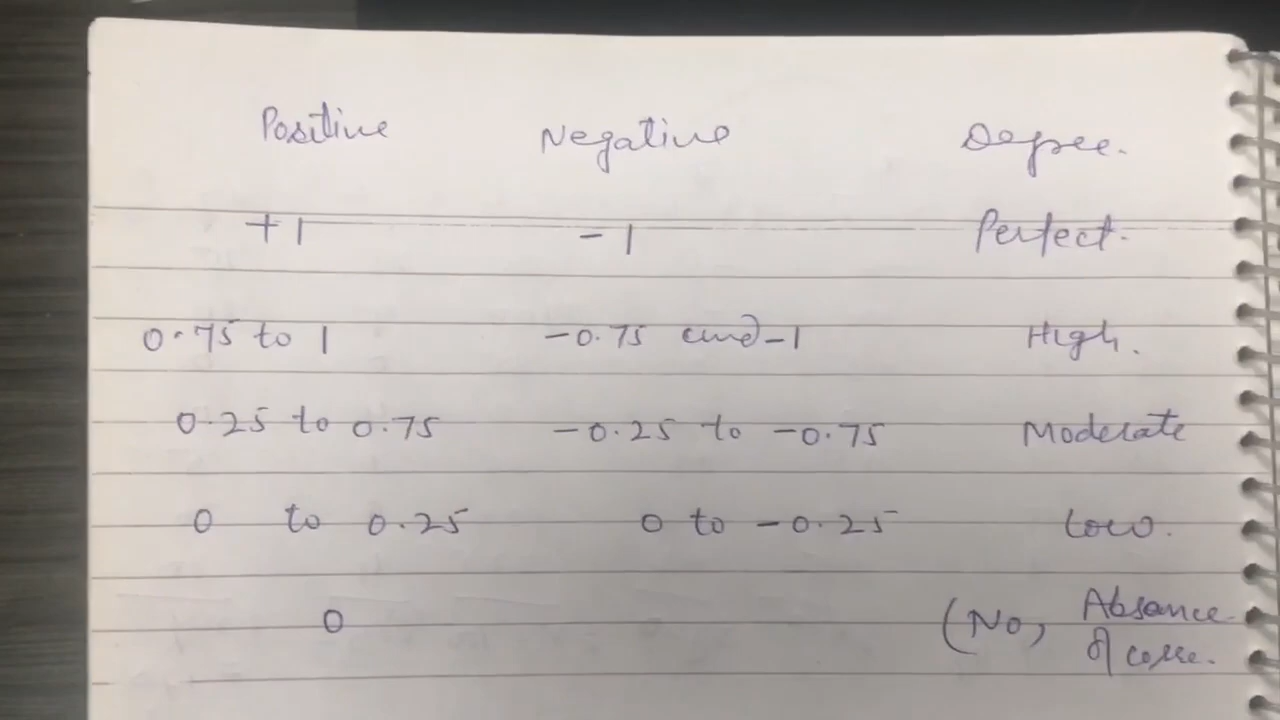 Positive Negative Degree.
+1 -1 Perfect.
0.75 to 1 -0.75 and -1 High.
0.25 to 0.75 -0.25 to -0.75 Moderate
0 to 0.25 0 to -0.25 Low.
0 (No, Absance
of corre.